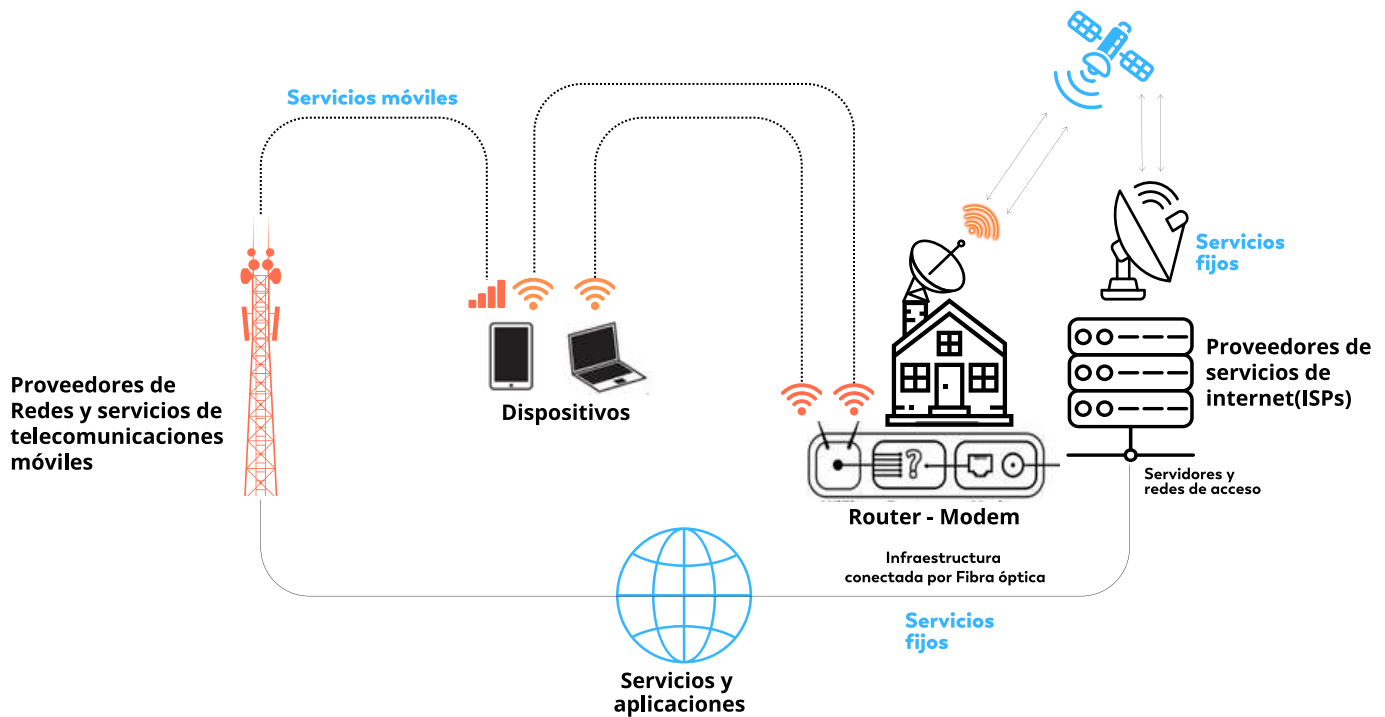 Servicios móviles
Servicios
fijos
Proveedores de
Redes y servicios de
telecomunicaciones
móviles
Dispositivos
Proveedores de
servicios de
internet(ISPs)
Servidores y
redes de acceso
?
Router - Modem
Infraestructura
conectada por Fibra óptica
Servicios
fijos
Servicios y
aplicaciones